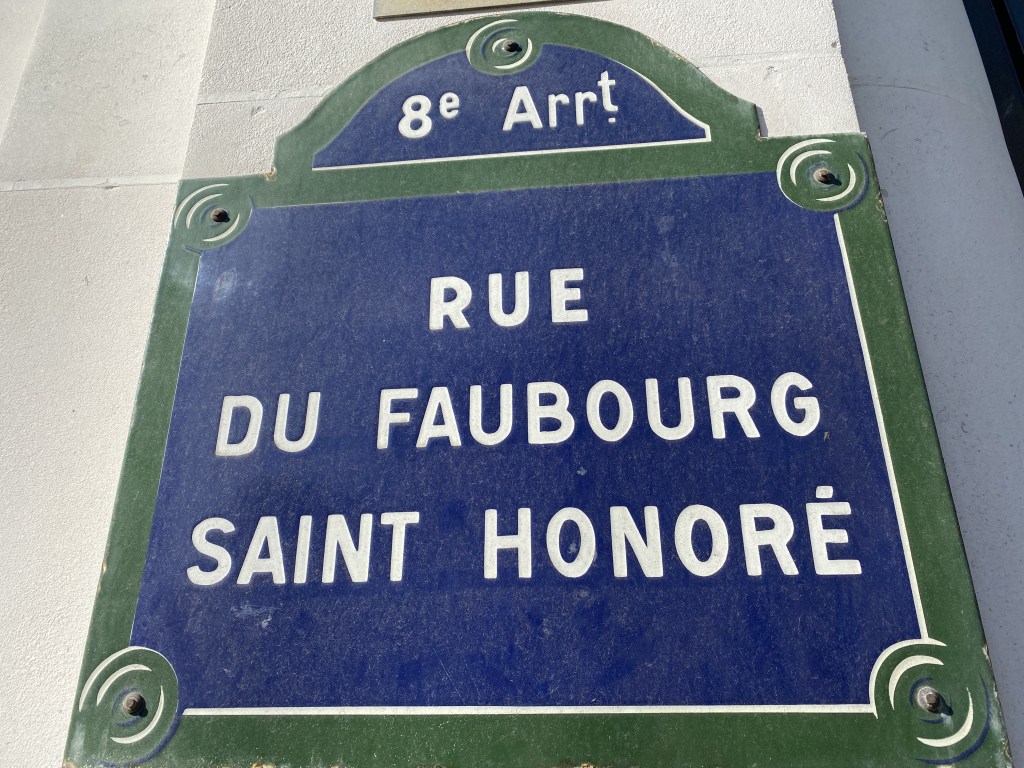 8e Arrt.
RUE
DU FAUBOURG
SAINT HONORÉ